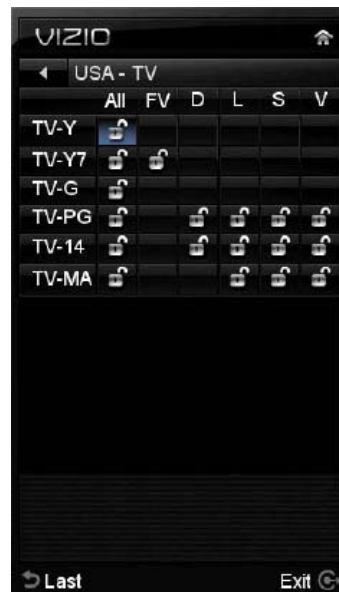 VIZIO
USA - TV
All FV D L S V
TV-Y
TV-Y7
TV-G
TV-PG
TV-14
TV-MA
Last Exit